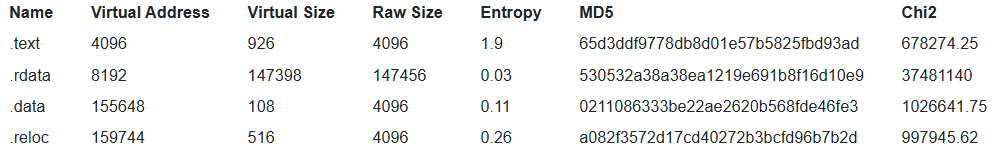 Name Virtual Address Virtual Size Raw Size Entropy MD5 Chi2
.text 4096 926 4096 1.9 65d3ddf9778db8d01e57b5825fbd93ad 678274.25
.rdata 8192 147398 147456 0.03 530532a38a38ea1219e691b8f16d10e9 37481140
.data 155648 108 4096 0.11 0211086333be22ae2620b568fde46fe3 1026641.75
.reloc 159744 516 4096 0.26 a082f3572d17cd40272b3bcfd96b7b2d 997945.62